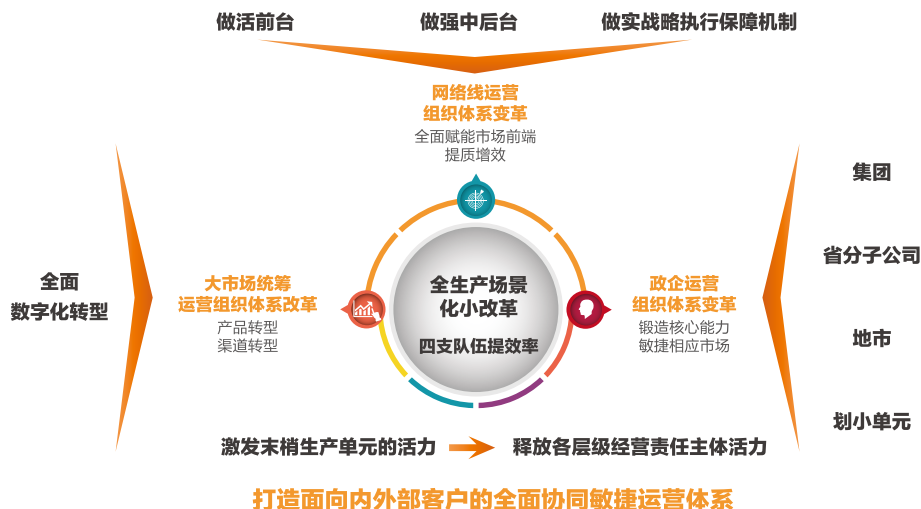 做活前台
做强中后台
做实战略执行保障机制
网络线运营
组织体系变革
全面赋能市场前端
提质增效
全面
数字化转型
大市场统筹
运营组织体系改革
产品转型
渠道转型
全生产场景
化小改革
四支队伍提效率
政企运营
组织体系变革
锻造核心能力
敏捷相应市场
集团
省分子公司
地市
划小单元
激发末梢生产单元的活力
释放各层级经营责任主体活力
打造面向内外部客户的全面协同敏捷运营体系